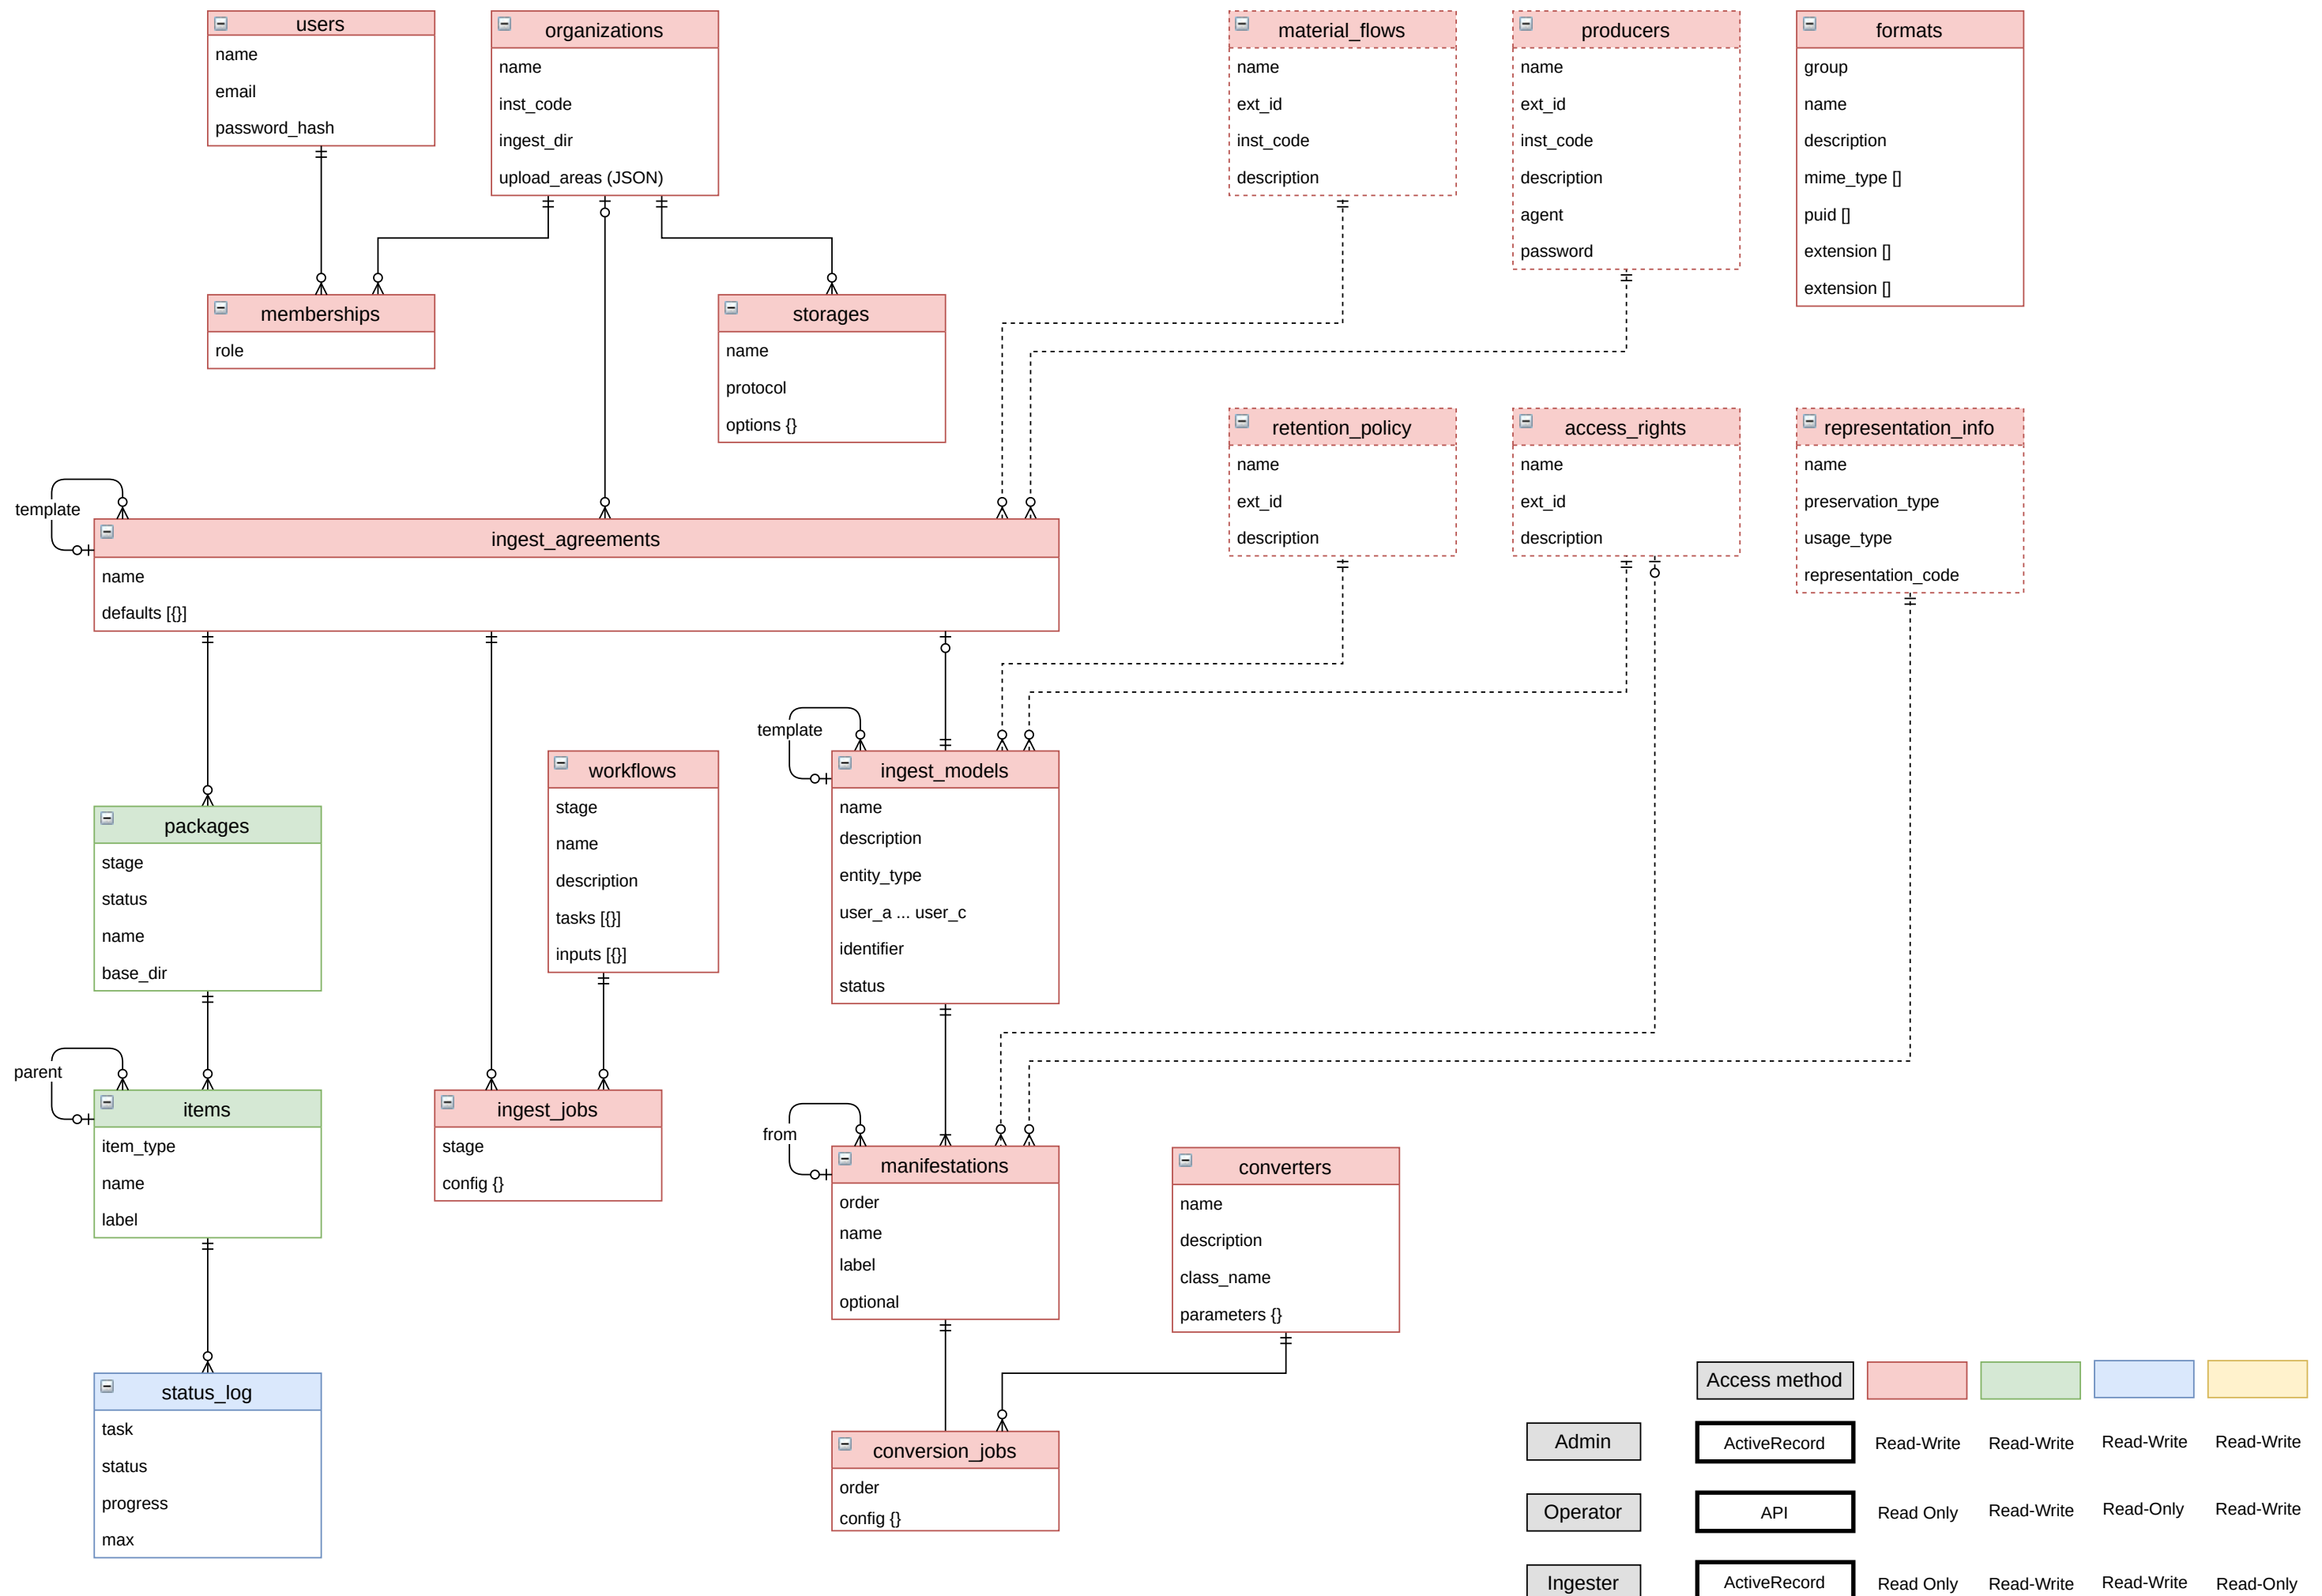 users
name
email
password_hash
organizations
name
inst_code
ingest_dir
upload_areas (JSON)
material_flows
name
ext_id
inst_code
description
producers
name
ext_id
inst_code
description
agent
password
formats
group
name
description
mime_type []
puid []
extension []
extension []
memberships
role
storages
name
protocol
options {}
retention_policy
name
ext_id
description
access_rights
name
ext_id
description
representation_info
name
preservation_type
usage_type
representation_code
template
ingest_agreements
name
defaults [{}]
template
workflows
stage
name
description
tasks [{}]
inputs [{}]
ingest_models
name
description
entity_type
user_a ... user_c
identifier
status
packages
stage
status
name
base_dir
parent
items
item_type
name
label
ingest_jobs
stage
config {}
from
manifestations
order
name
label
optional
converters
name
description
class_name
parameters {}
status_log
task
status
progress
max
conversion_jobs
order
config {}
Access method
Admin
ActiveRecord
Read-Write
Read-Write
Read-Write
Read-Write
Operator
API
Read Only
Read-Write
Read-Only
Read-Write
Ingester
ActiveRecord
Read Only
Read-Write
Read-Write
Read-Only